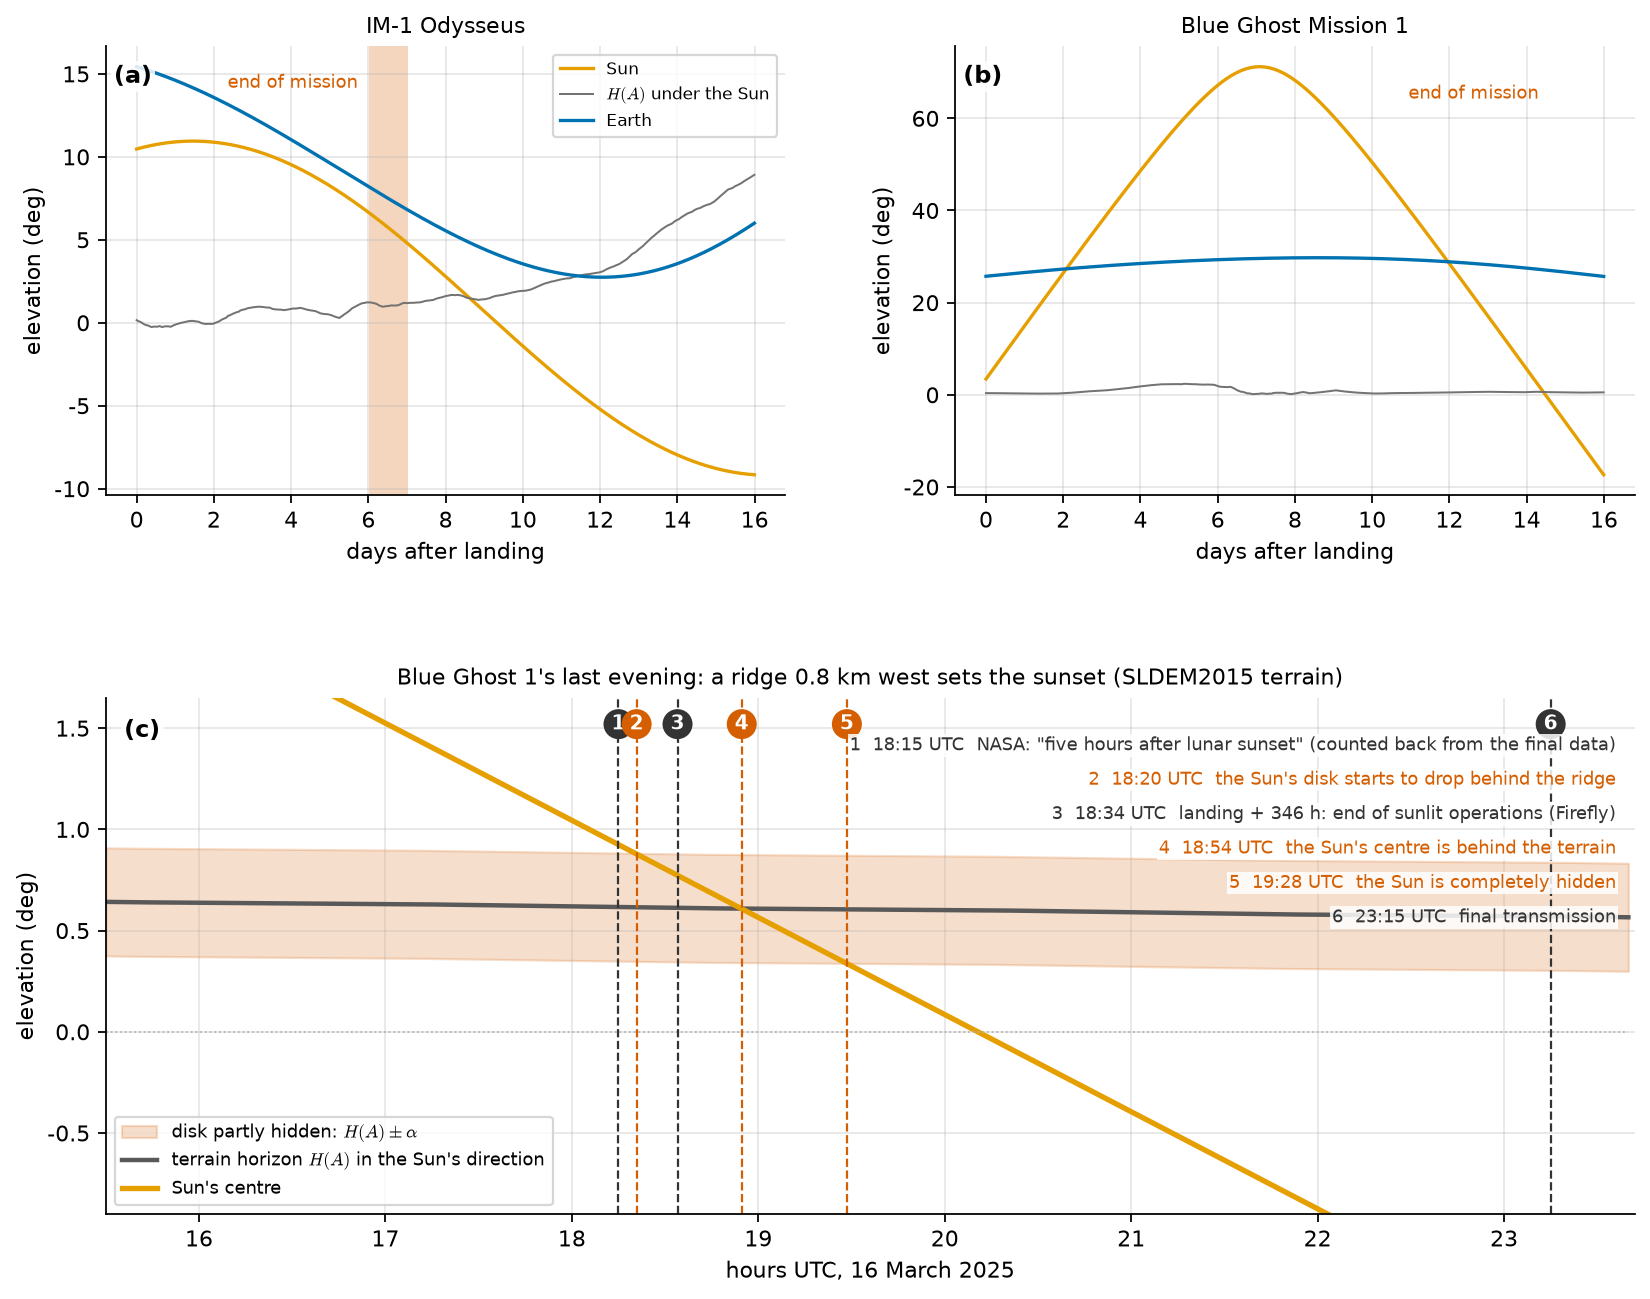 IM-1 Odysseus
(a)
end of mission
Sun
H(A) under the Sun
Earth
15
10
5
0
-5
-10
elevation (deg)
0 2 4 6 8 10 12 14 16
days after landing
Blue Ghost Mission 1
(b)
end of mission
60
40
20
0
-20
elevation (deg)
0 2 4 6 8 10 12 14 16
days after landing
Blue Ghost 1's last evening: a ridge 0.8 km west sets the sunset (SLDEM2015 terrain)
(c)
1 2 3 4 5 6
1 18:15 UTC NASA: "five hours after lunar sunset" (counted back from the final data)
2 18:20 UTC the Sun's disk starts to drop behind the ridge
3 18:34 UTC landing + 346 h: end of sunlit operations (Firefly)
4 18:54 UTC the Sun's centre is behind the terrain
5 19:28 UTC the Sun is completely hidden
6 23:15 UTC final transmission
1.5
1.0
0.5
0.0
-0.5
elevation (deg)
disk partly hidden: H(A) ± α
terrain horizon H(A) in the Sun's direction
Sun's centre
16 17 18 19 20 21 22 23
hours UTC, 16 March 2025